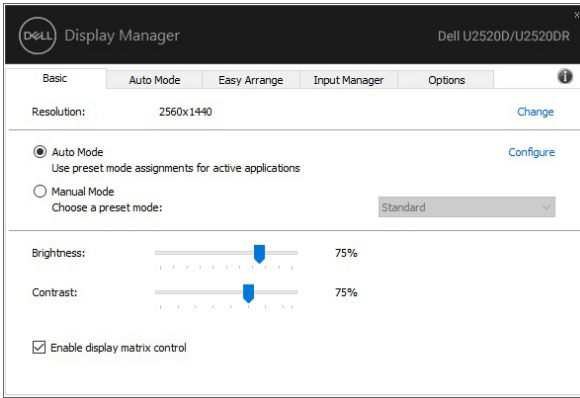 DELL Display Manager Dell U2520D/U2520DR
Basic Auto Mode Easy Arrange Input Manager Options
Resolution: 2560x1440 Change
Auto Mode Configure
Use preset mode assignments for active applications
Manual Mode
Choose a preset mode: Standard
Brightness: 75%
Contrast: 75%
Enable display matrix control